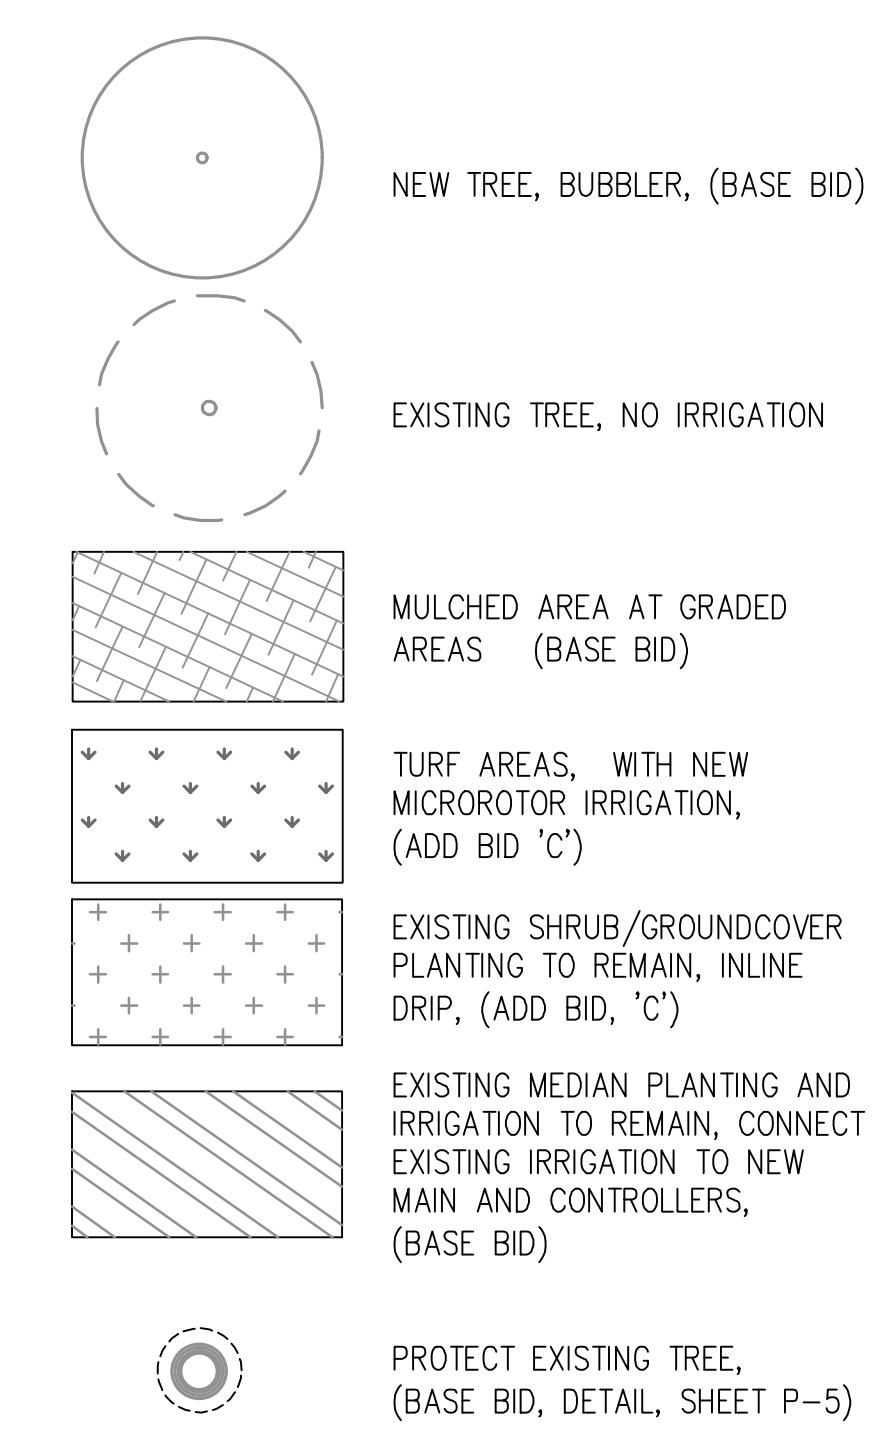 NEW TREE, BUBBLER, (BASE BID)
EXISTING TREE, NO IRRIGATION
MULCHED AREA AT GRADED
AREAS (BASE BID)
TURF AREAS, WITH NEW
MICROROTOR IRRIGATION,
(ADD BID 'C')
EXISTING SHRUB/GROUNDCOVER
PLANTING TO REMAIN, INLINE
DRIP, (ADD BID, 'C')
EXISTING MEDIAN PLANTING AND
IRRIGATION TO REMAIN, CONNECT
EXISTING IRRIGATION TO NEW
MAIN AND CONTROLLERS,
(BASE BID)
PROTECT EXISTING TREE,
(BASE BID, DETAIL, SHEET P-5)